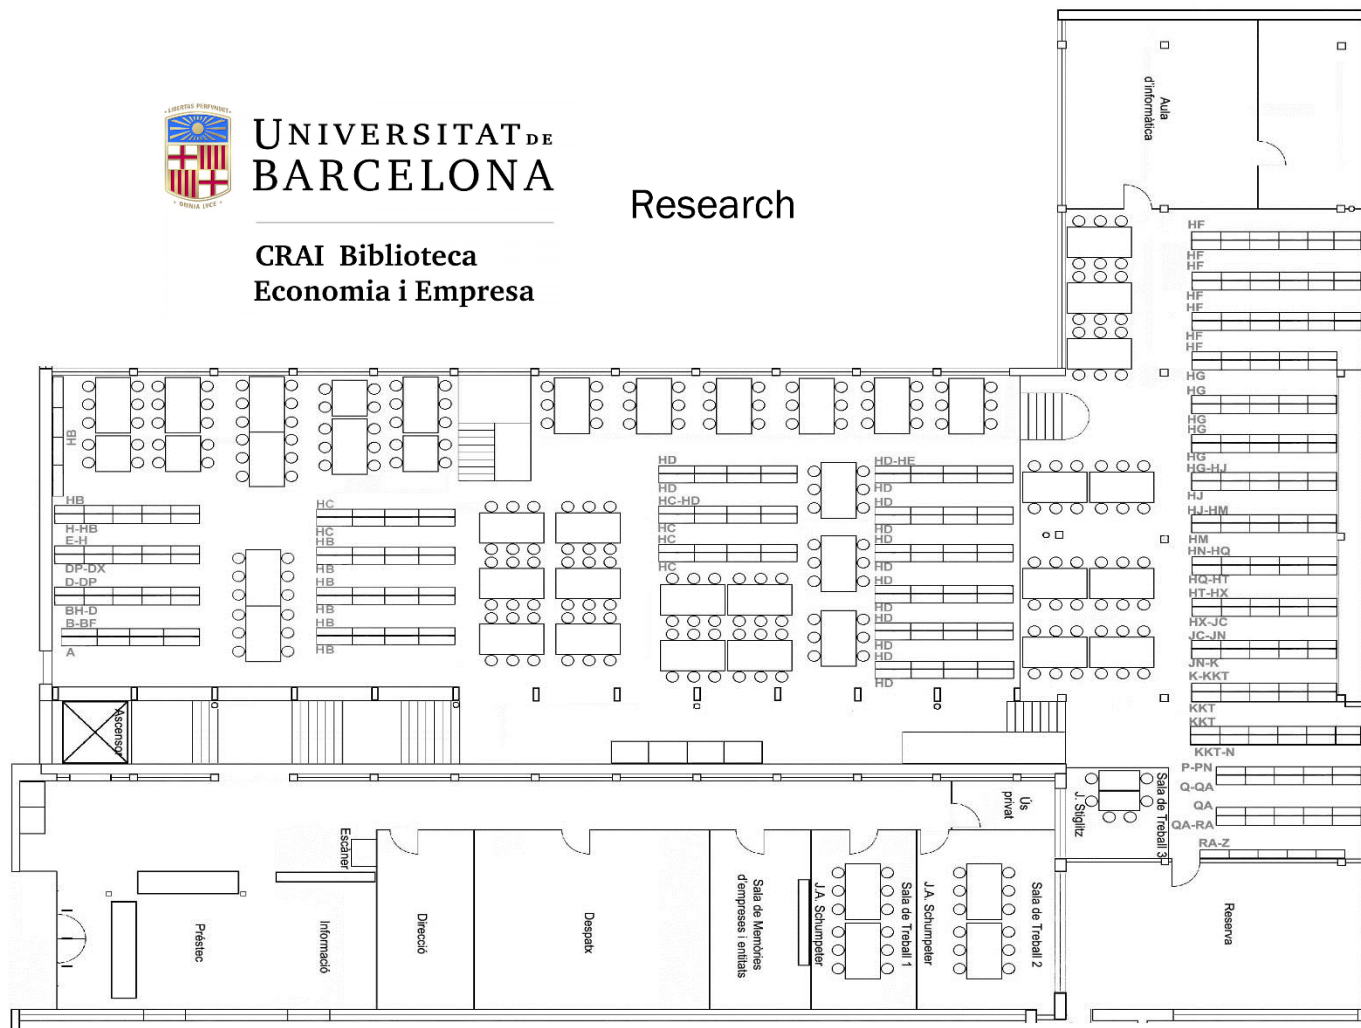 · LIBERTAS PERFUNDET ·
· OMNIA LUCE ·
UNIVERSITAT DE
BARCELONA
CRAI Biblioteca
Economia i Empresa
Research
Aula
d'informàtica
HF
HF
HF
HF
HF
HF
HF
HG
HG
HG
HG
HG
HG-HJ
HJ
HJ-HM
HM
HN-HQ
HQ-HT
HT-HX
HX-JC
JC-JN
JN-K
K-KKT
KKT
KKT
KKT-N
P-PN
Q-QA
QA
QA-RA
RA-Z
BH
HB
H-HB
E-H
DP-DX
D-DP
BH-D
B-BF
A
HC
HC
HB
HB
HB
HB
HB
HD
HD
HC-HD
HC
HC
HC
HD-HE
HD
HD
HD
HD
HD
HD
HD
HD
HD
HD
HD
Ascensor
Escàner
Préstec
Informació
Direcció
Despatx
Sala de Memòries
d'empreses i entitats
Sala de Treball 1
J.A. Schumpeter
Sala de Treball 2
J.A. Schumpeter
Ús
privat
Sala de Treball 3
J. Stiglitz
Reserva